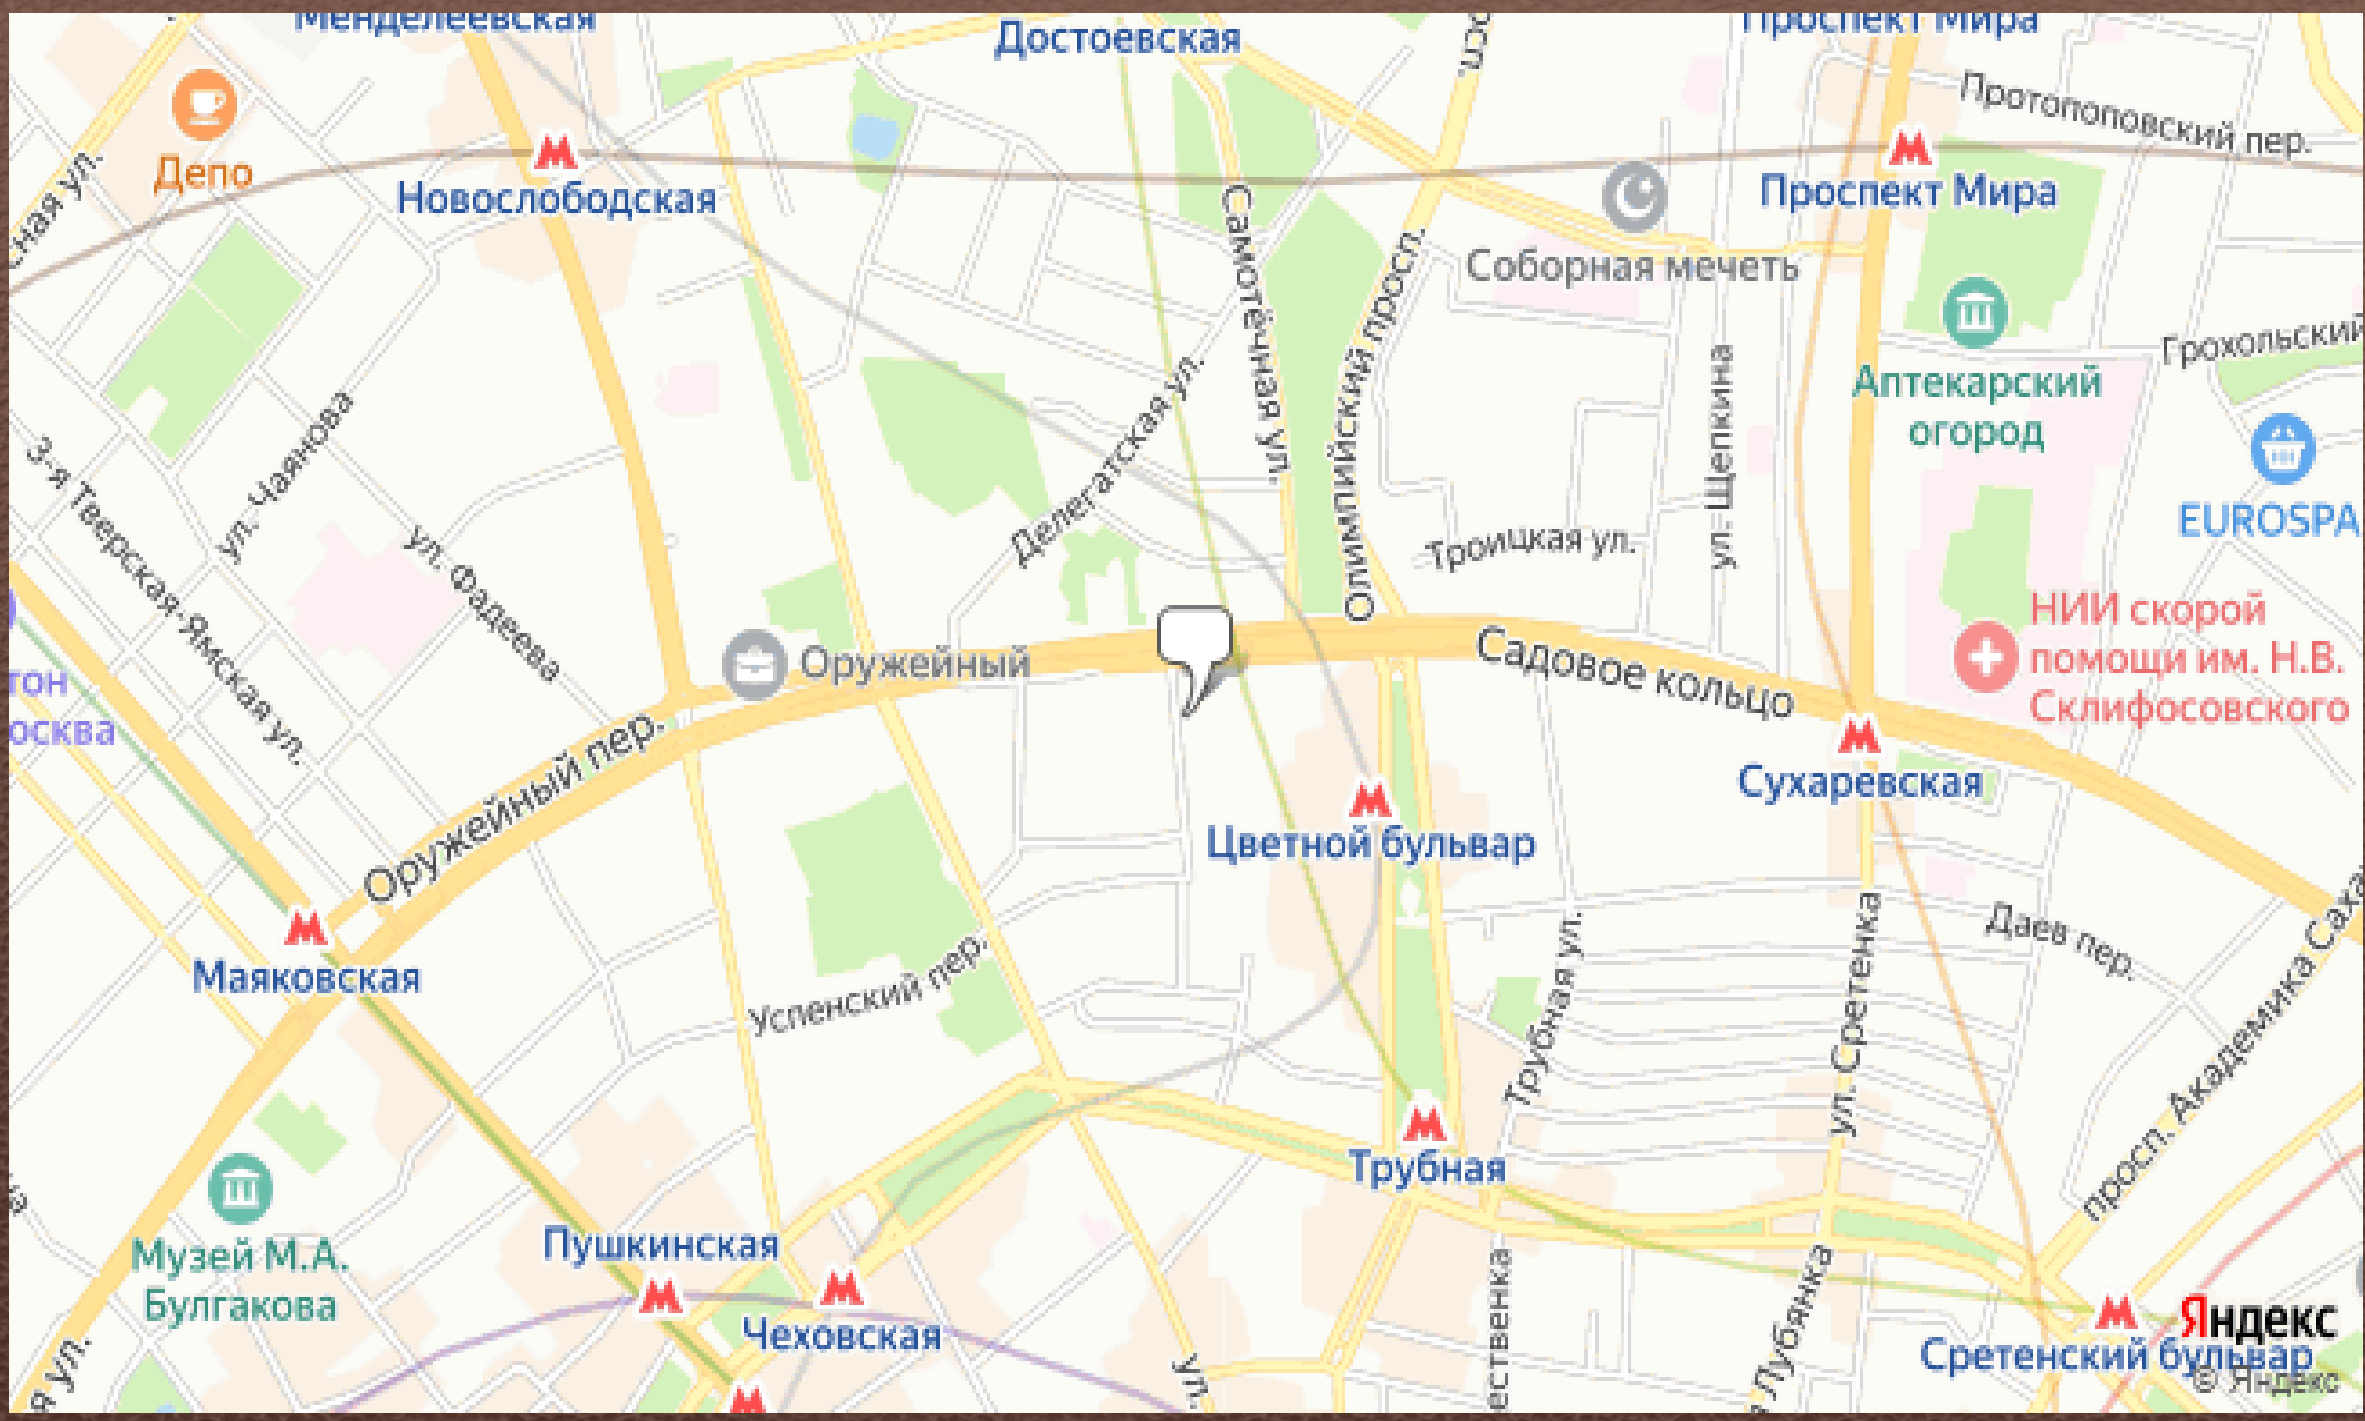 Менделеевская
Достоевская
Проспект Мира
Протопоповский пер.
Депо
Новослободская
Проспект Мира
Соборная мечеть
Самотёчная ул.
Олимпийский просп.
Грохольский
Аптекарский
огород
ул. Щепкина
EUROSPA
Делегатская ул.
ул. Чаянова
3-я Тверская-Ямская ул.
ул. Фадеева
Троицкая ул.
НИИ скорой
помощи им. Н.В.
Склифосовского
Оружейный
Садовое кольцо
Оружейный пер.
Сухаревская
Цветной бульвар
Маяковская
Успенский пер.
Трубная ул.
ул. Сретенка
Даев пер.
просп. Академика Саха
Трубная
Музей М.А.
Булгакова
Пушкинская
Чеховская
Лубянка
ул.
Яндекс
Сретенский бульвар
© Яндекс